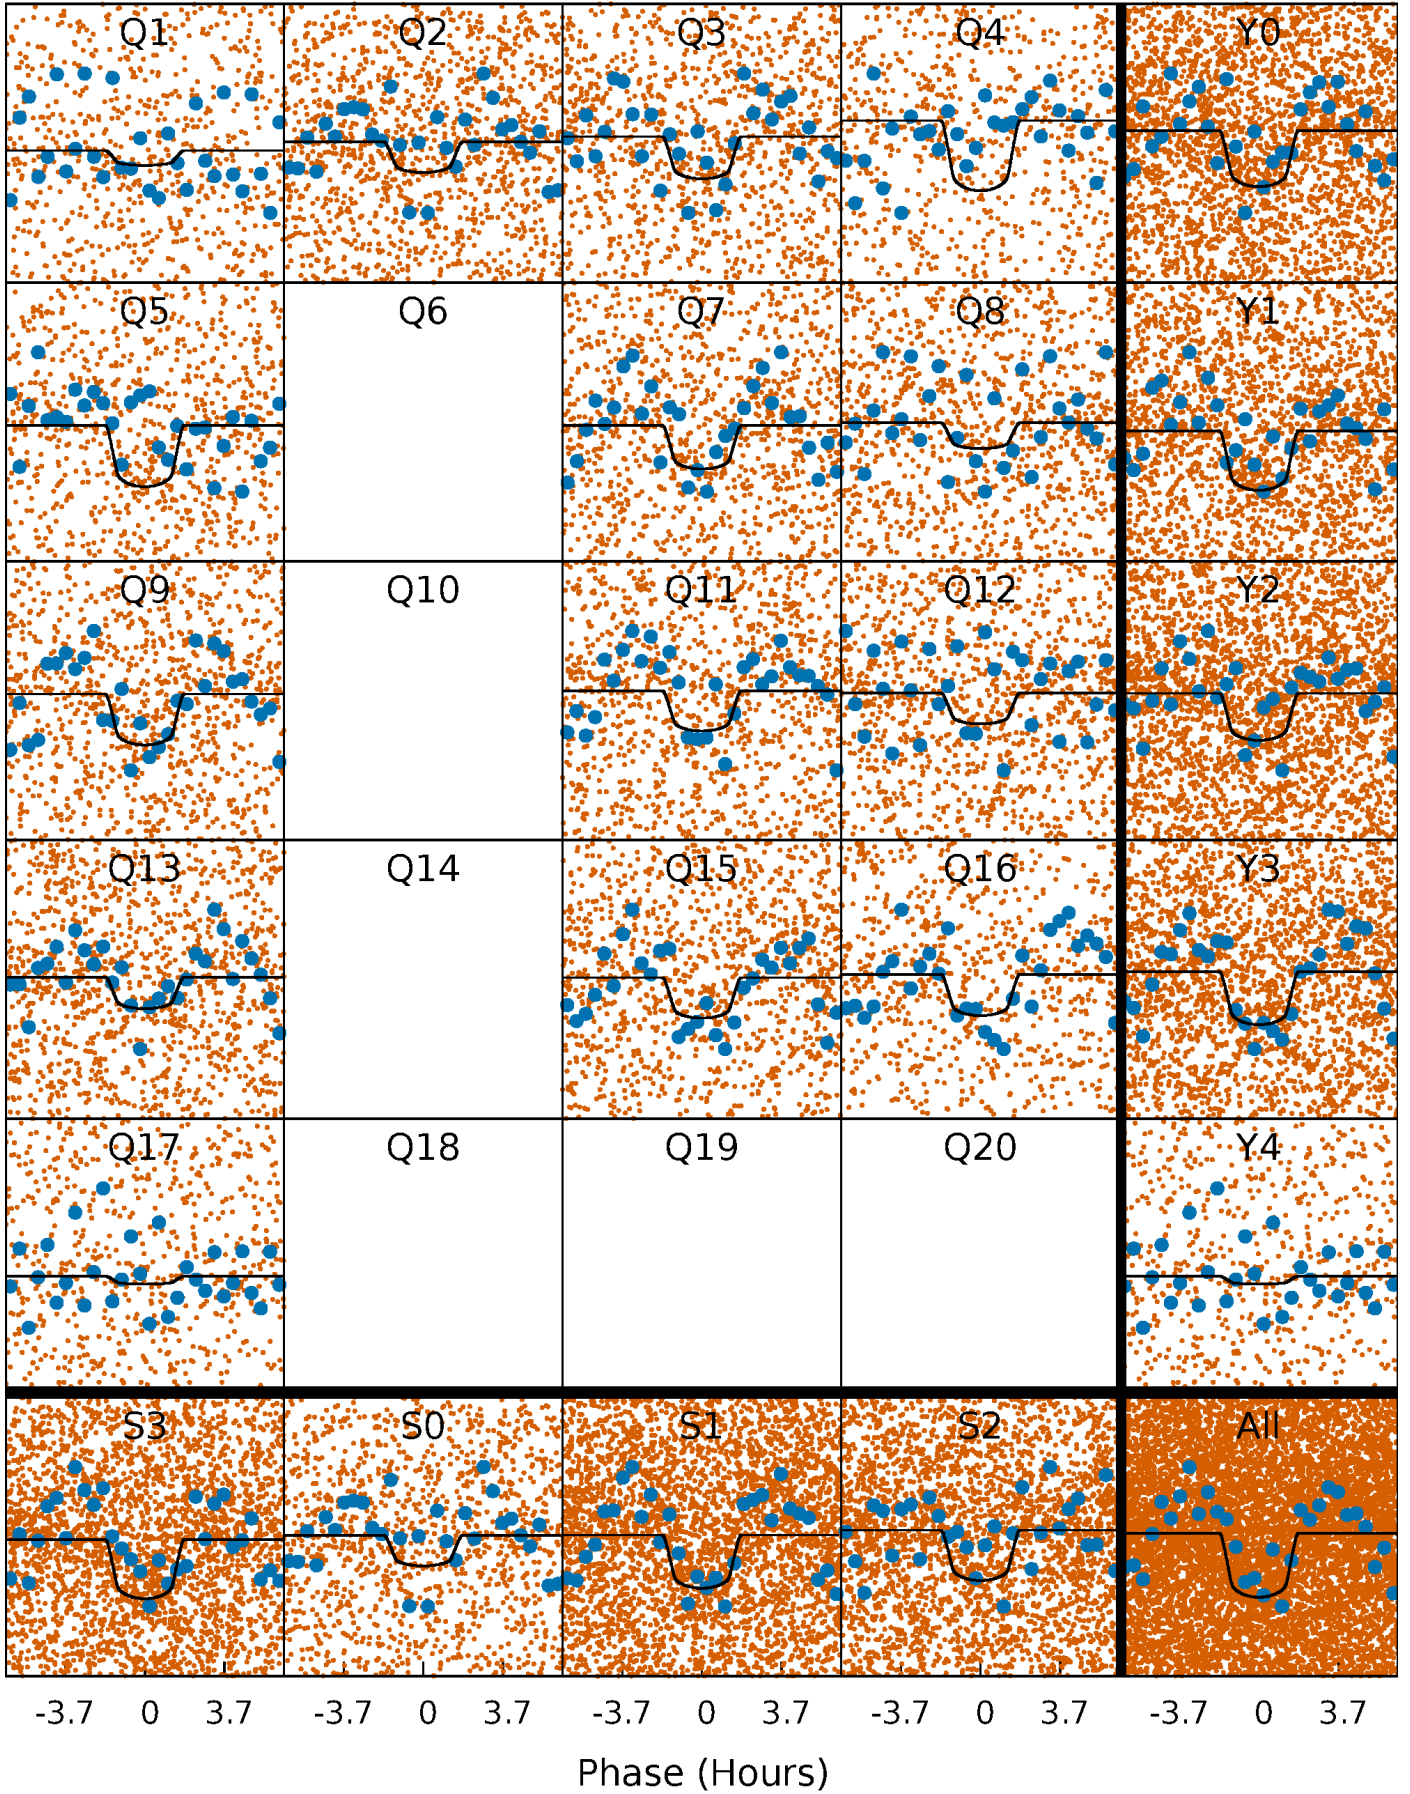 Q1 Q2 Q3 Q4 Y0
Q5 Q6 Q7 Q8 Y1
Q9 Q10 Q11 Q12 Y2
Q13 Q14 Q15 Q16 Y3
Q17 Q18 Q19 Q20 Y4
S3 S0 S1 S2 All
-3.7 0 3.7 -3.7 0 3.7 -3.7 0 3.7 -3.7 0 3.7 -3.7 0 3.7
Phase (Hours)